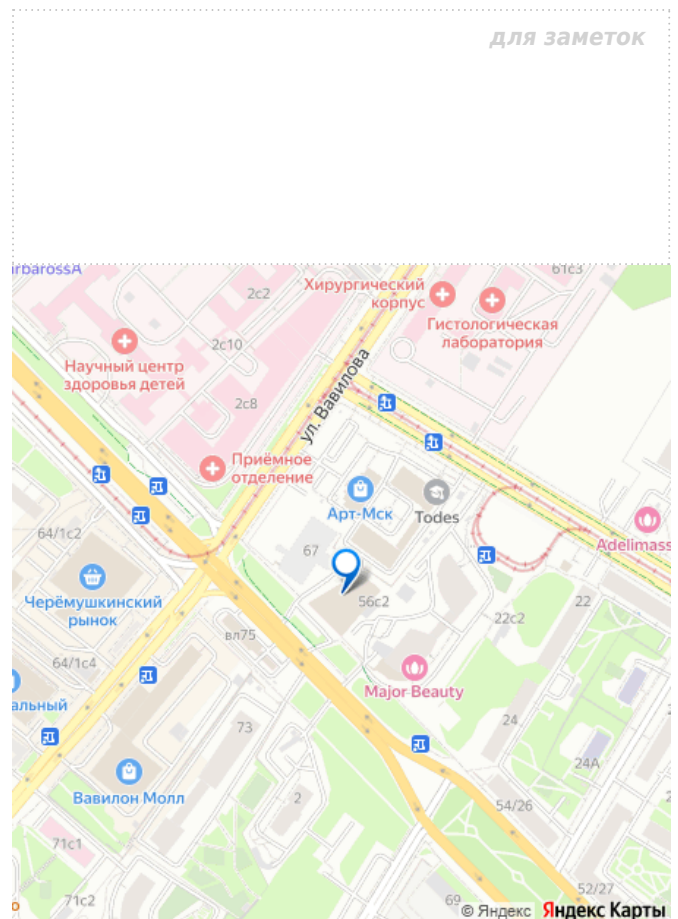 для заметок
rbarossA
2с2
Хирургический
корпус
61с3
Гистологическая
лаборатория
2с10
Научный центр
здоровья детей
ул. Вавилова
2с8
Приёмное
отделение
Арт-Мск
Todes
64/1с2
67
Adelimass
Черёмушкинский
рынок
56с2
22
22с2
вл75
64/1с4
Major Beauty
альный
73
24
24А
Вавилон Молл
2
54/26
71с1
71с2
69
52/27
© Яндекс Яндекс Карты